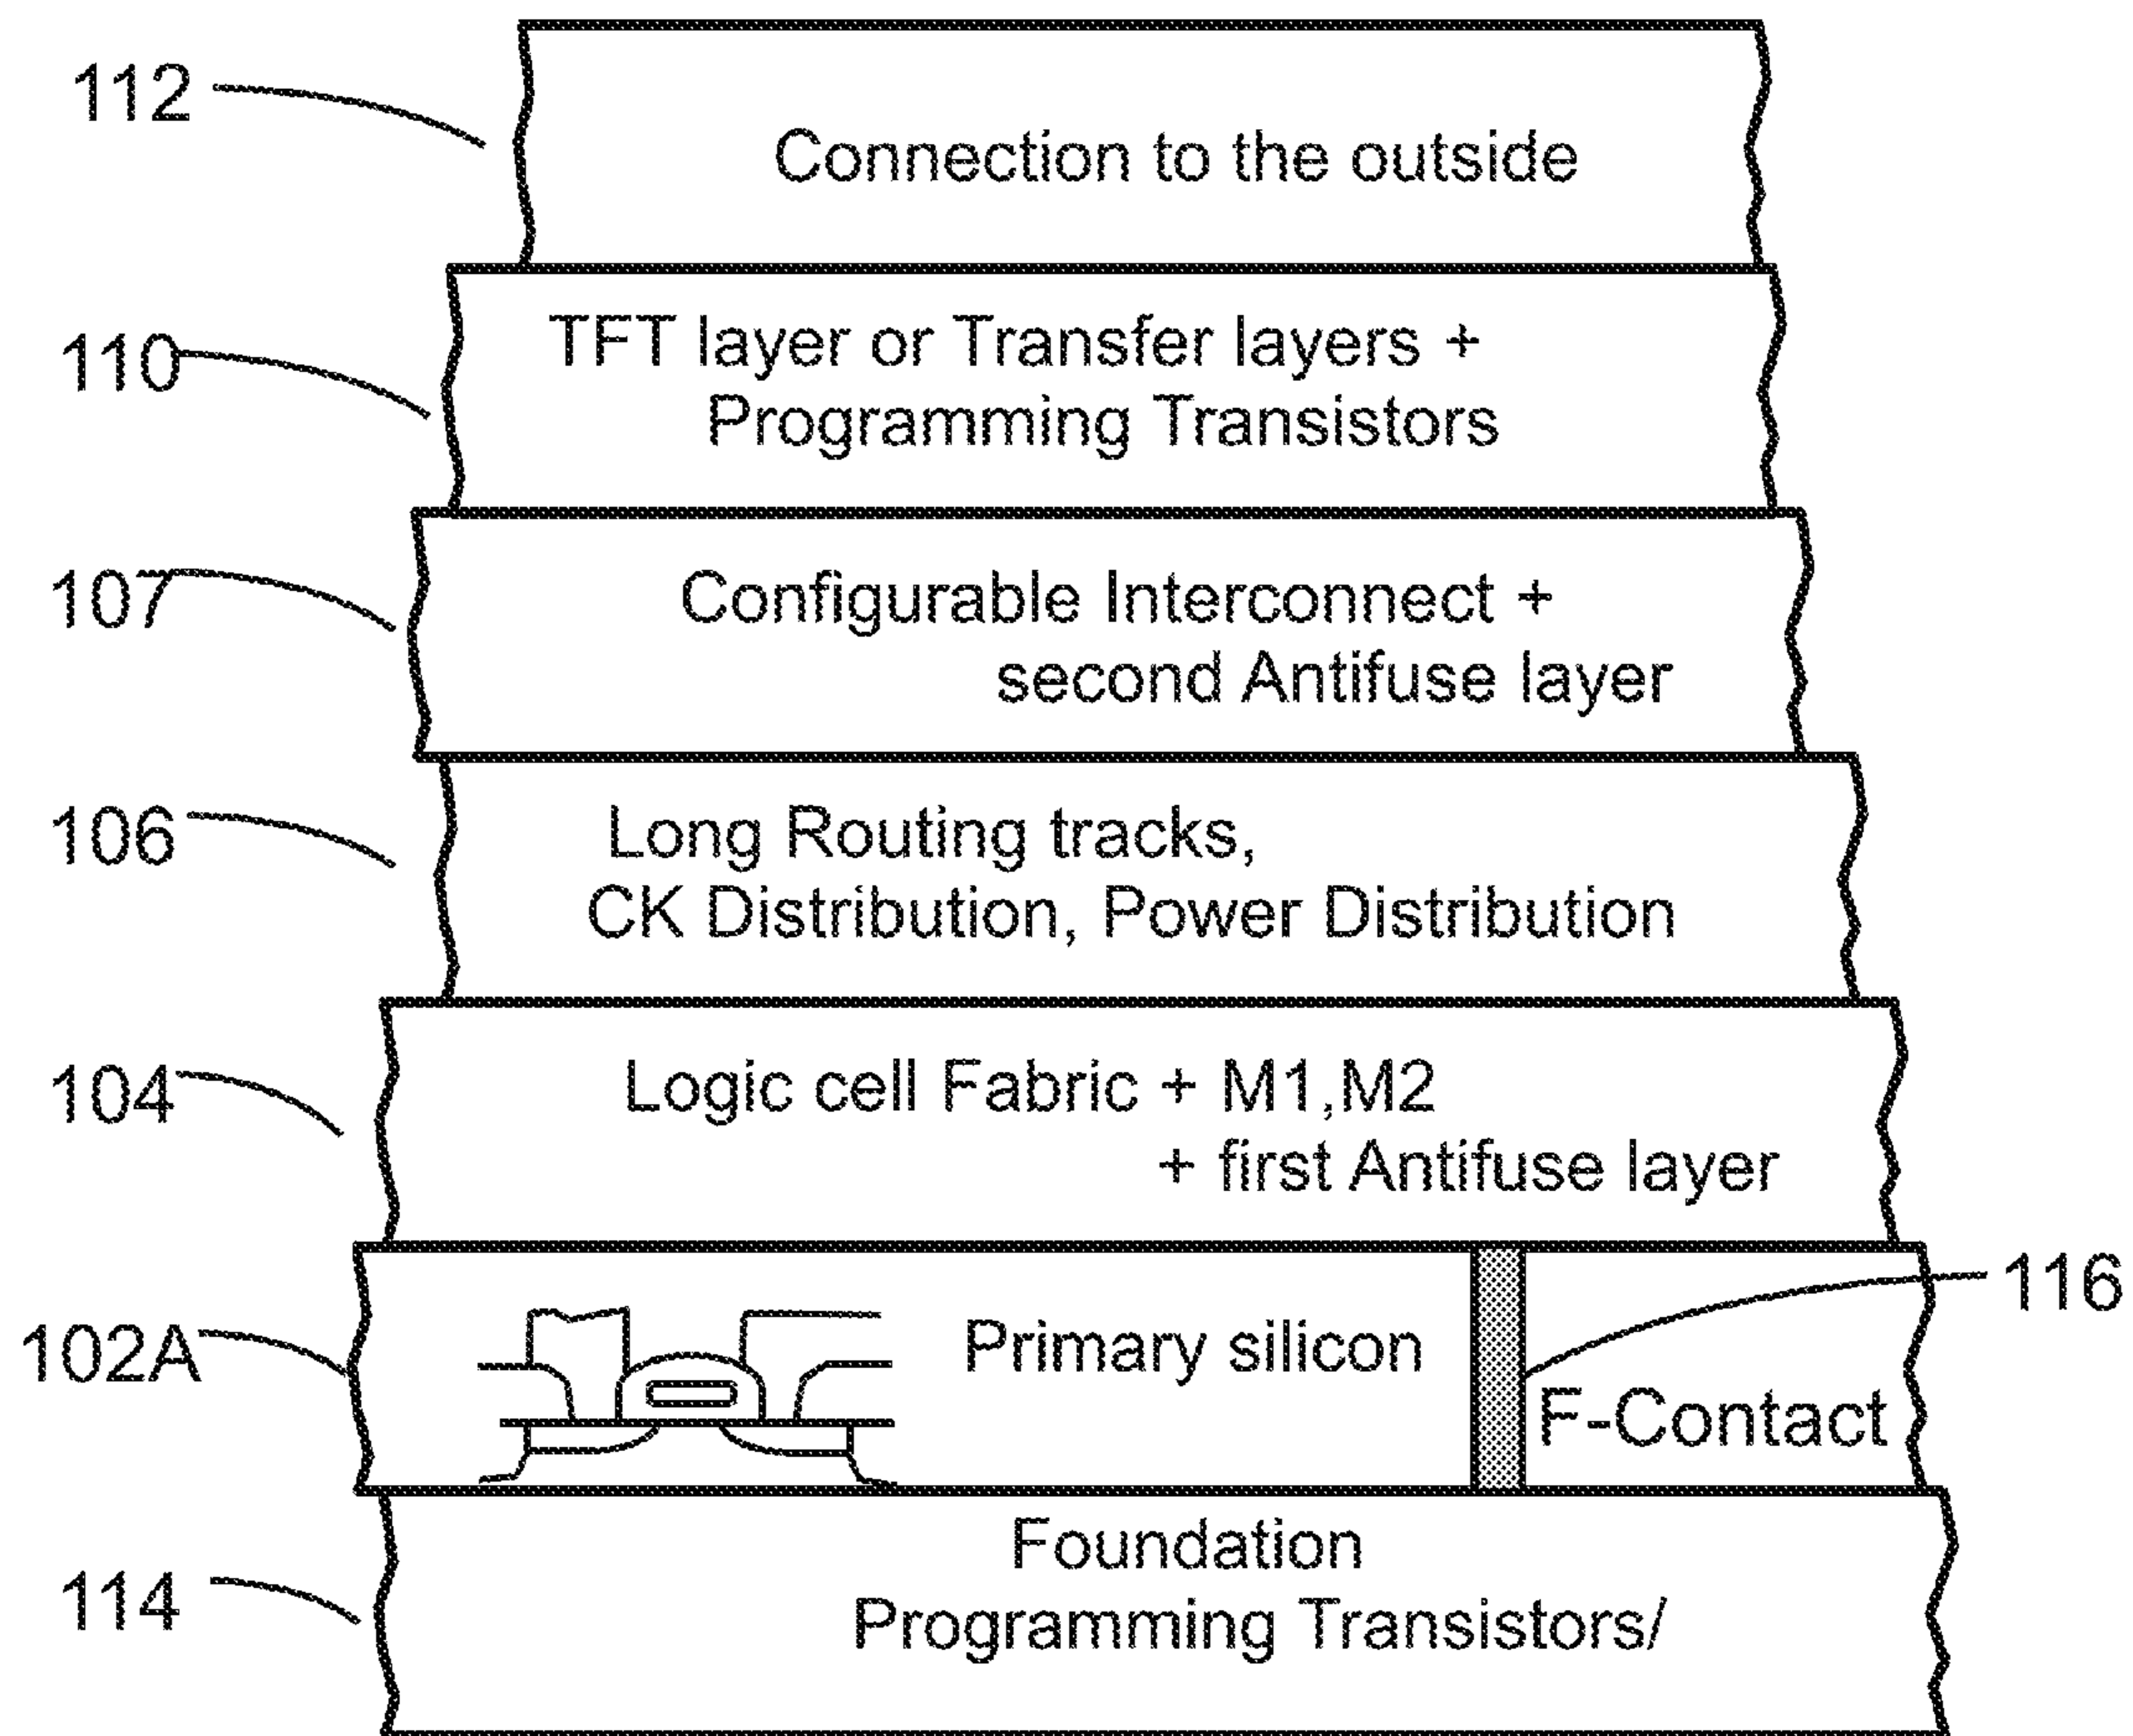 112
Connection to the outside
110
TFT layer or Transfer layers +
Programming Transistors
107
Configurable Interconnect +
second Antifuse layer
106
Long Routing tracks,
CK Distribution, Power Distribution
104
Logic cell Fabric + M1,M2
+ first Antifuse layer
116
102A
Primary silicon
F-Contact
114
Foundation
Programming Transistors/